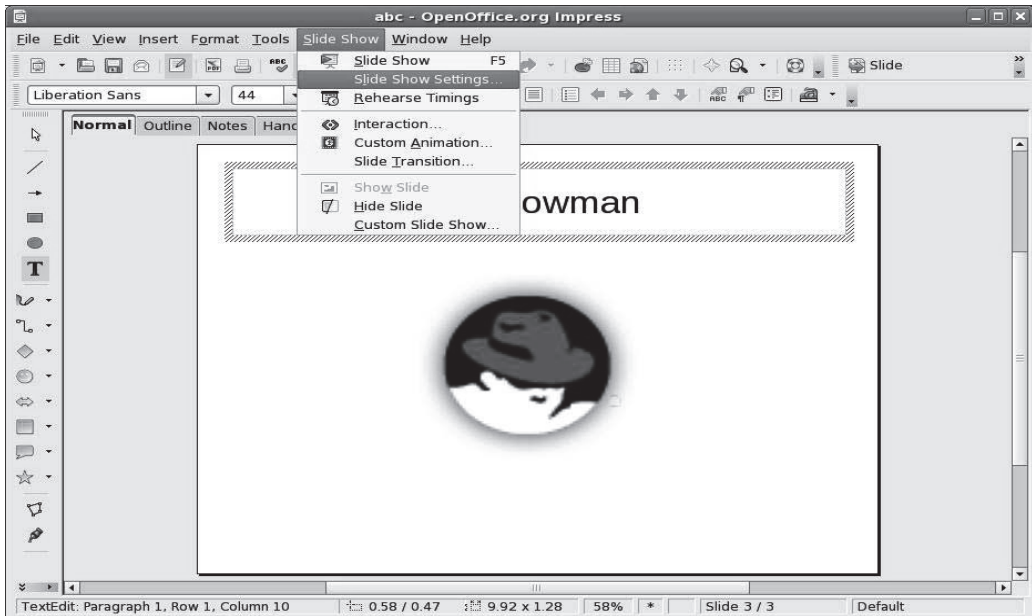 abc - OpenOffice.org Impress
File Edit View Insert Format Tools Slide Show Window Help
Slide Show F5
Slide Show Settings...
Rehearse Timings
Interaction...
Custom Animation...
Slide Transition...
Show Slide
Hide Slide
Custom Slide Show...
ABC
PDF
Slide
Liberation Sans 44
ABC
Normal Outline Notes Hand
owman
T
TextEdit: Paragraph 1, Row 1, Column 10 0.58 / 0.47 9.92 x 1.28 58% * Slide 3 / 3 Default